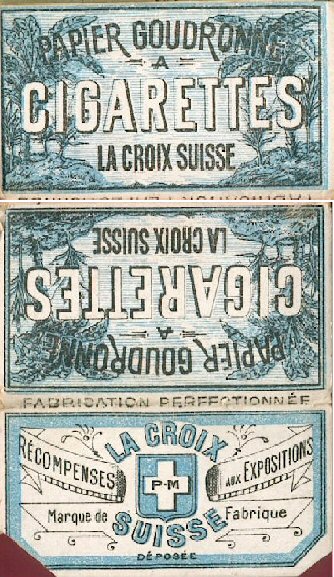 PAPIER GOUDRONNÉ
A
CIGARETTES
LA CROIX SUISSE
LA CROIX SUISSE
CIGARETTES
A
PAPIER GOUDRONNÉ
FABRICATION PERFECTIONNÉE
LA CROIX
RÉCOMPENSES
AUX EXPOSITIONS
P-M
Marque de Fabrique
SUISSE
DÉPOSÉE